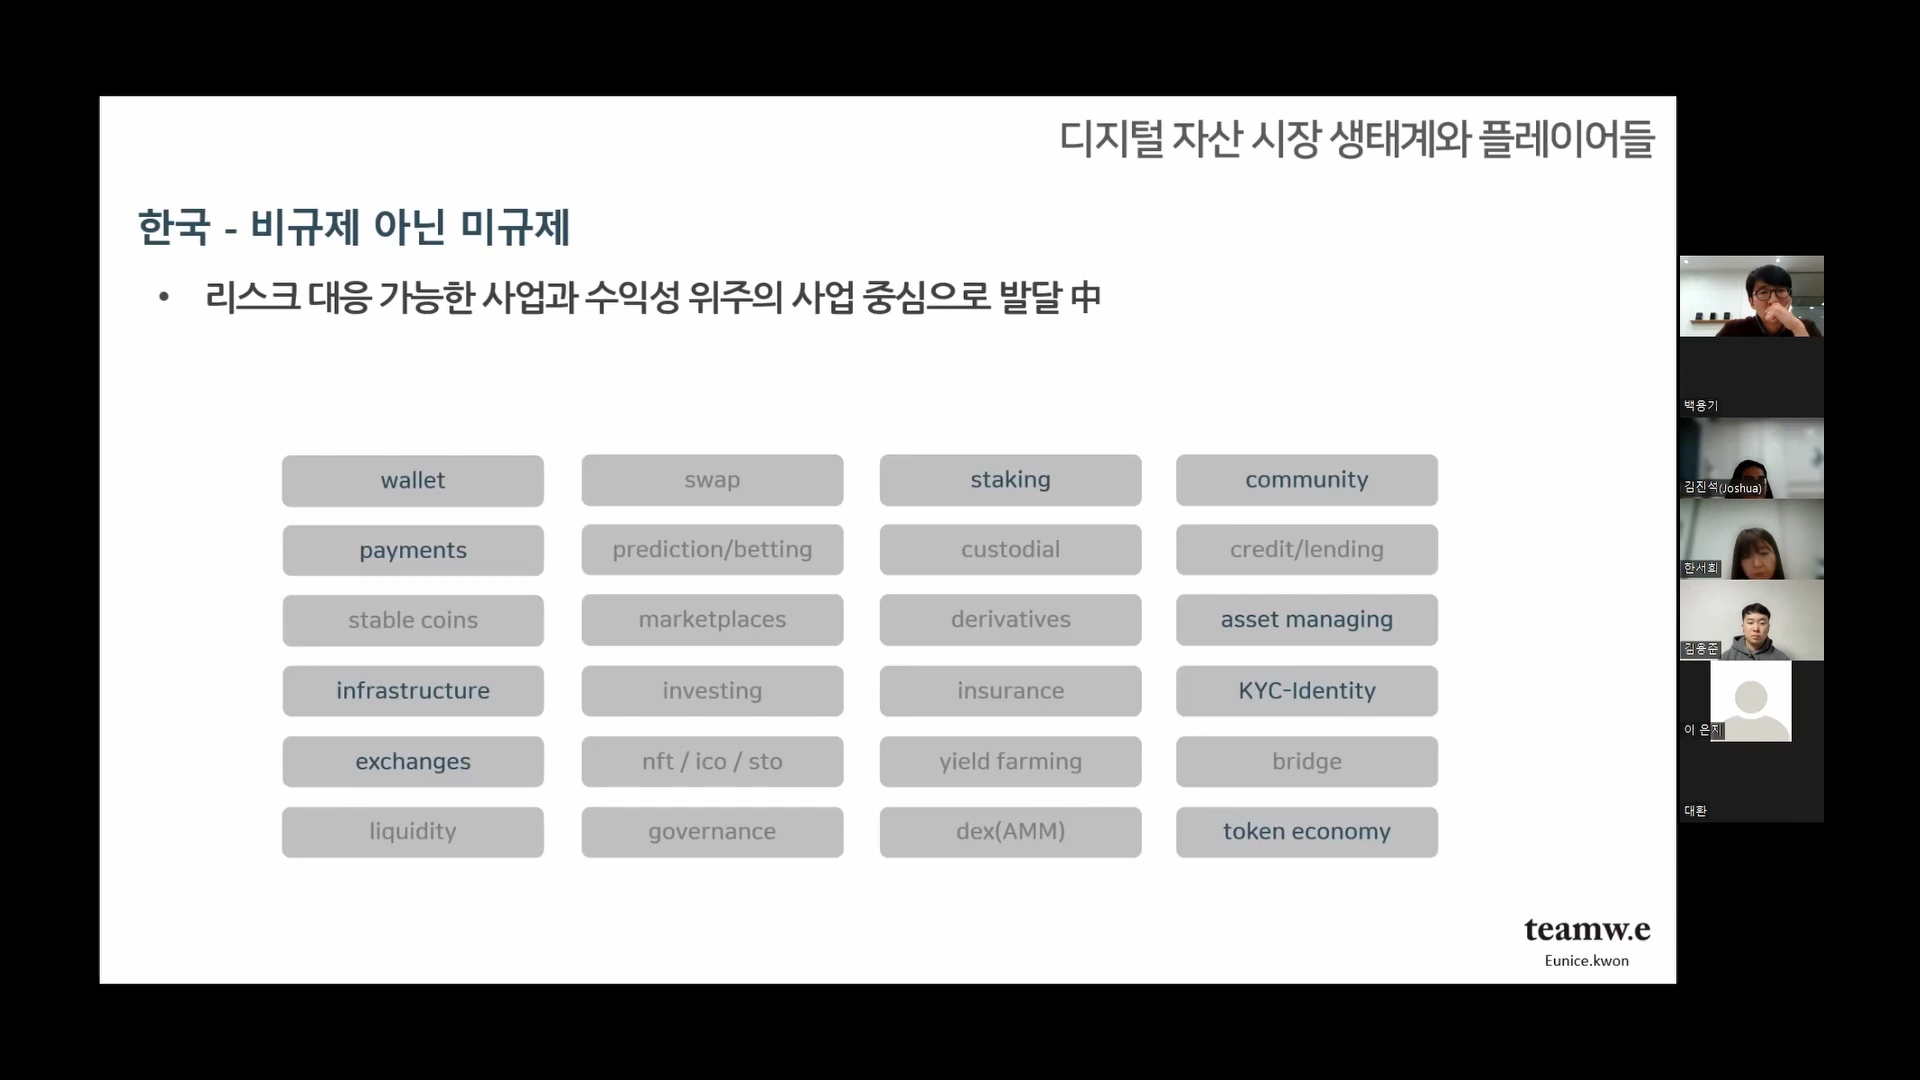 디지털 자산 시장 생태계와 플레이어들
한국 - 비규제 아닌 미규제
• 리스크 대응 가능한 사업과 수익성 위주의 사업 중심으로 발달 中
wallet swap staking community
payments prediction/betting custodial credit/lending
stable coins marketplaces derivatives asset managing
infrastructure investing insurance KYC-Identity
exchanges nft / ico / sto yield farming bridge
liquidity governance dex(AMM) token economy
teamw.e
Eunice.kwon
백용기
김진석(Joshua)
한서희
김용준
이 은지
대환